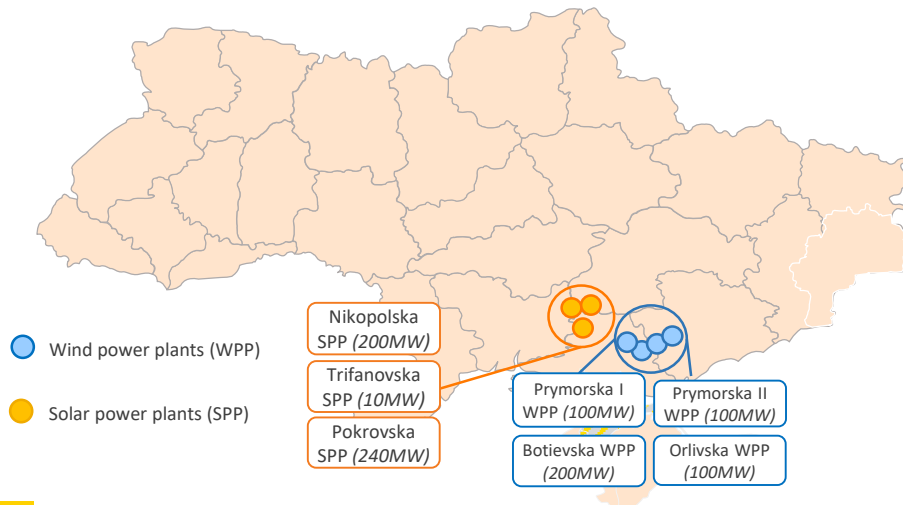 Wind power plants (WPP)
Solar power plants (SPP)
Nikopolska
SPP (200MW)
Trifanovska
SPP (10MW)
Pokrovska
SPP (240MW)
Prymorska I
WPP (100MW)
Prymorska II
WPP (100MW)
Botievska WPP
(200MW)
Orlivska WPP
(100MW)